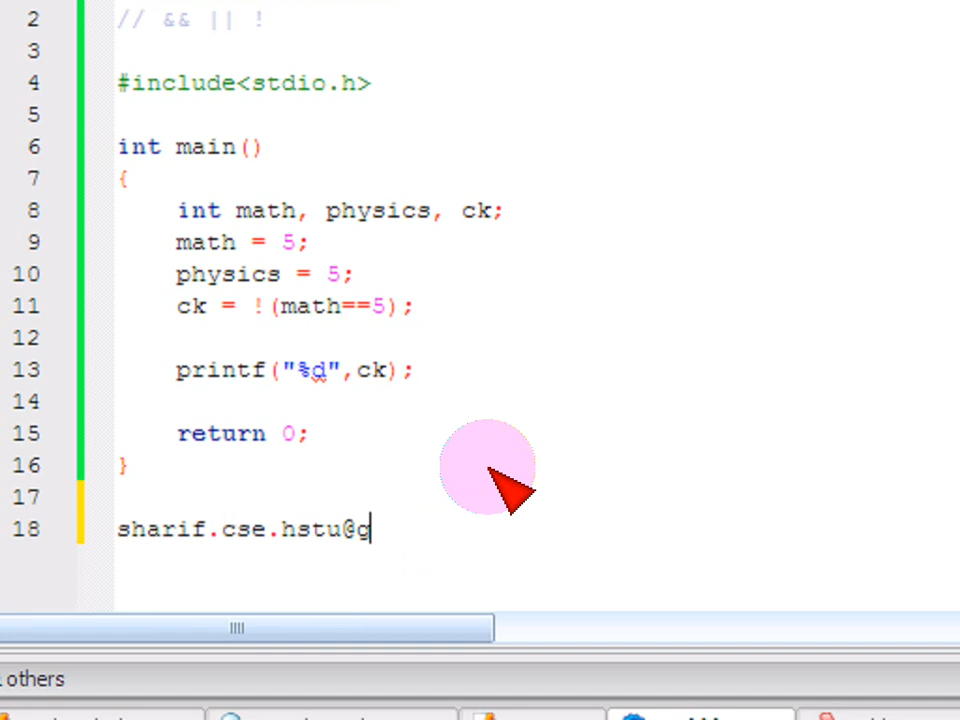 2 // && || !
3
4 #include<stdio.h>
5
6 int main()
7 {
8 int math, physics, ck;
9 math = 5;
10 physics = 5;
11 ck = !(math==5);
12
13 printf("%d",ck);
14
15 return 0;
16 }
17
18 sharif.cse.hstu@g
others